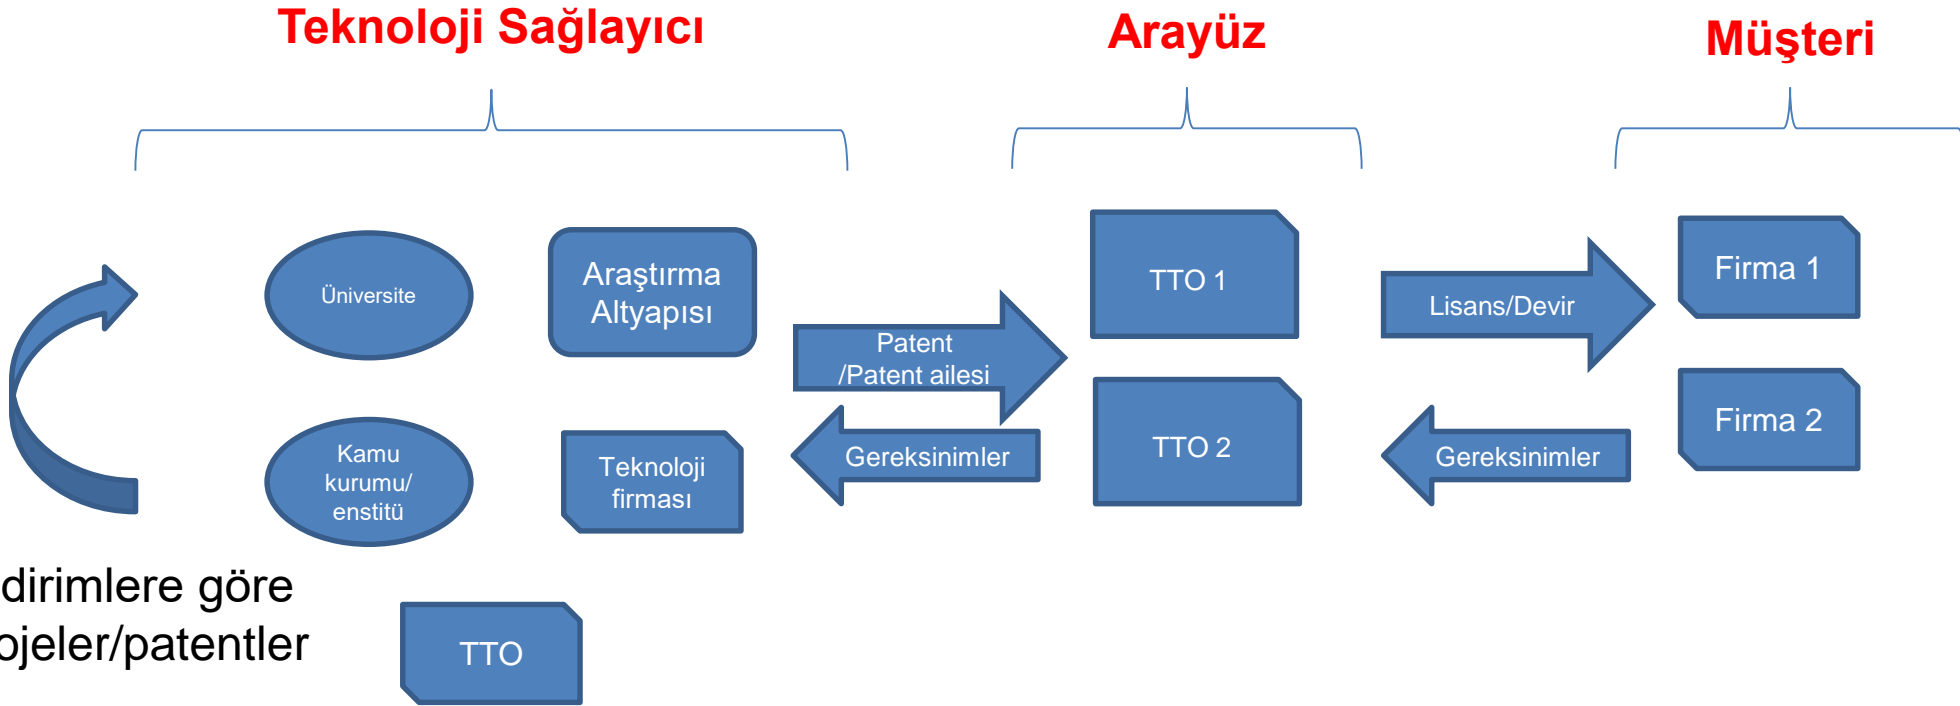 Teknoloji Sağlayıcı
Arayüz
Müşteri
Üniversite
Araştırma
Altyapısı
Patent
/Patent ailesi
TTO 1
Lisans/Devir
Firma 1
Kamu
kurumu/
enstitü
Teknoloji
firması
Gereksinimler
TTO 2
Gereksinimler
Firma 2
dirimlere göre
ojeler/patentler
TTO